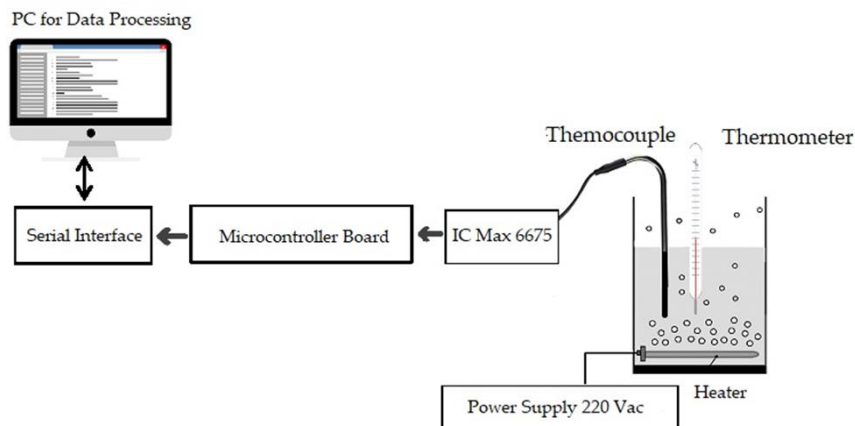 PC for Data Processing
Themocouple
Thermometer
Serial Interface
Microcontroller Board
IC Max 6675
Heater
Power Supply 220 Vac